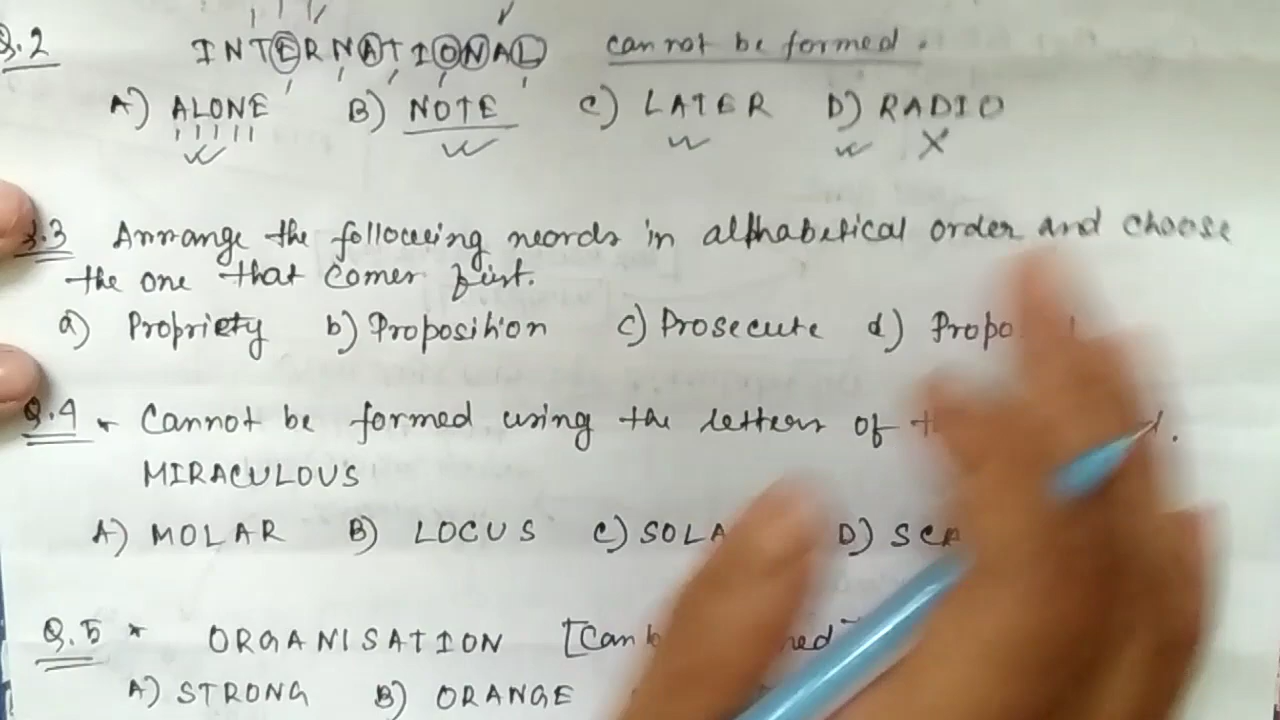 Q.2 INTERNATIONAL cannot be formed.
A) ALONE B) NOTE C) LATER D) RADIO
Q.3 Arrange the following words in alphabetical order and choose
the one that comes first.
a) Propriety b) Proposition c) Prosecute d) Propo
Q.4 Cannot be formed using the letters of
MIRACULOUS
A) MOLAR B) LOCUS C) SOLA D) SCA
Q.5 * ORGANISATION [Can
A) STRONG B) ORANGE